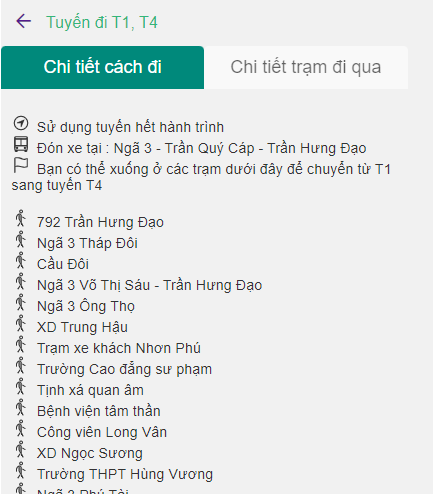 Tuyến đi T1, T4
Chi tiết cách đi
Chi tiết trạm đi qua
Sử dụng tuyến hết hành trình
Đón xe tại : Ngã 3 - Trần Quý Cáp - Trần Hưng Đạo
Bạn có thể xuống ở các trạm dưới đây để chuyển từ T1
sang tuyến T4
792 Trần Hưng Đạo
Ngã 3 Tháp Đôi
Cầu Đôi
Ngã 3 Võ Thị Sáu - Trần Hưng Đạo
Ngã 3 Ông Thọ
XD Trung Hậu
Trạm xe khách Nhơn Phú
Trường Cao đẳng sư phạm
Tịnh xá quan âm
Bệnh viện tâm thần
Công viên Long Vân
XD Ngọc Sương
Trường THPT Hùng Vương
Ngã 3 Phú Tài